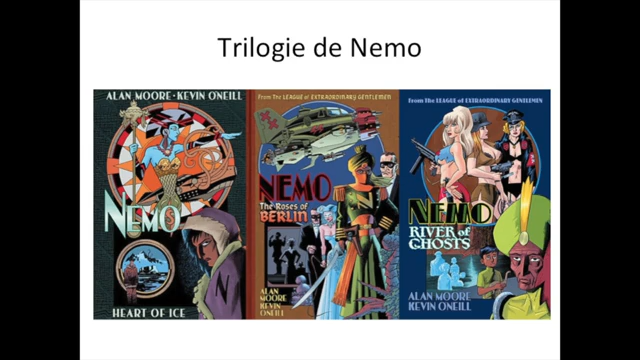 Trilogie de Nemo
ALAN MOORE • KEVIN O'NEILL
NEMO
HEART OF ICE
From The LEAGUE of EXTRAORDINARY GENTLEMEN
NEMO
The Roses of
BERLIN
ALAN
MOORE
KEVIN
O'NEILL
From The LEAGUE of EXTRAORDINARY GENTLEMEN
NEMO
RIVER of
GHOSTS
ALAN MOORE
KEVIN O'NEILL
N